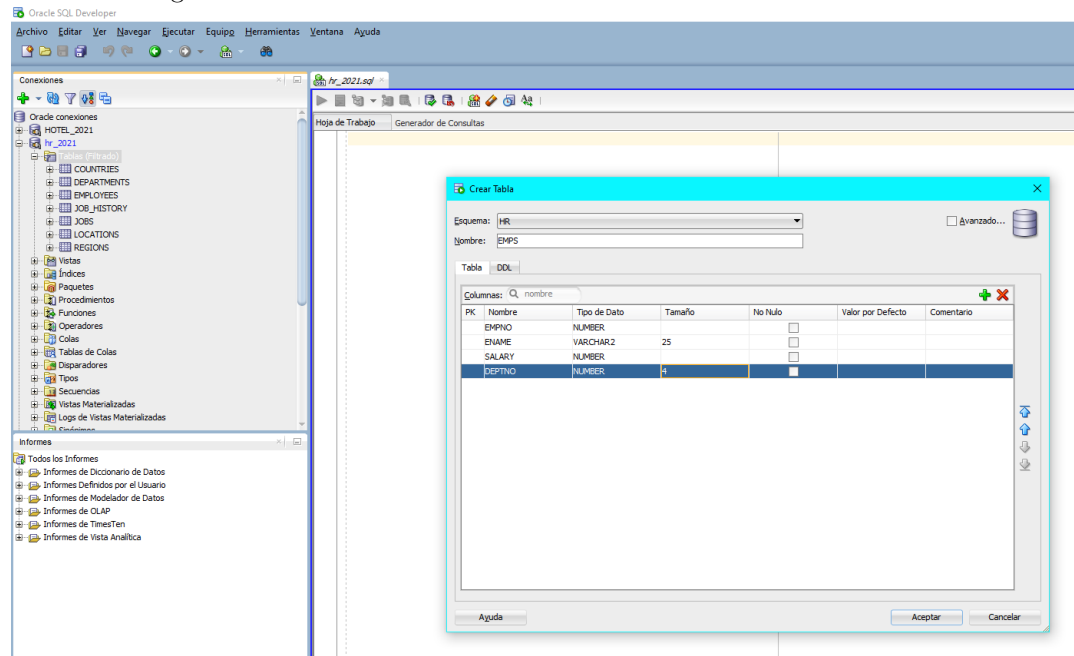 Oracle SQL Developer
Archivo Editar Ver Navegar Ejecutar Equipo Herramientas Ventana Ayuda
Conexiones
Oracle conexiones
HOTEL_2021
hr_2021
Tablas (Filtrado)
COUNTRIES
DEPARTMENTS
EMPLOYEES
JOB_HISTORY
JOBS
LOCATIONS
REGIONS
Vistas
Índices
Paquetes
Procedimientos
Funciones
Operadores
Colas
Tablas de Colas
Disparadores
Tipos
Secuencias
Vistas Materializadas
Logs de Vistas Materializadas
Sinónimos
Informes
Todos los Informes
Informes de Diccionario de Datos
Informes Definidos por el Usuario
Informes de Modelador de Datos
Informes de OLAP
Informes de TimesTen
Informes de Vista Analítica
hr_2021.sql
Hoja de Trabajo Generador de Consultas
Crear Tabla
Esquema: HR Avanzado...
Nombre: EMPS
Tabla DDL
Columnas: nombre
PK Nombre Tipo de Dato Tamaño No Nulo Valor por Defecto Comentario
EMPNO NUMBER
ENAME VARCHAR2 25
SALARY NUMBER
DEPTNO NUMBER 4
Ayuda Aceptar Cancelar